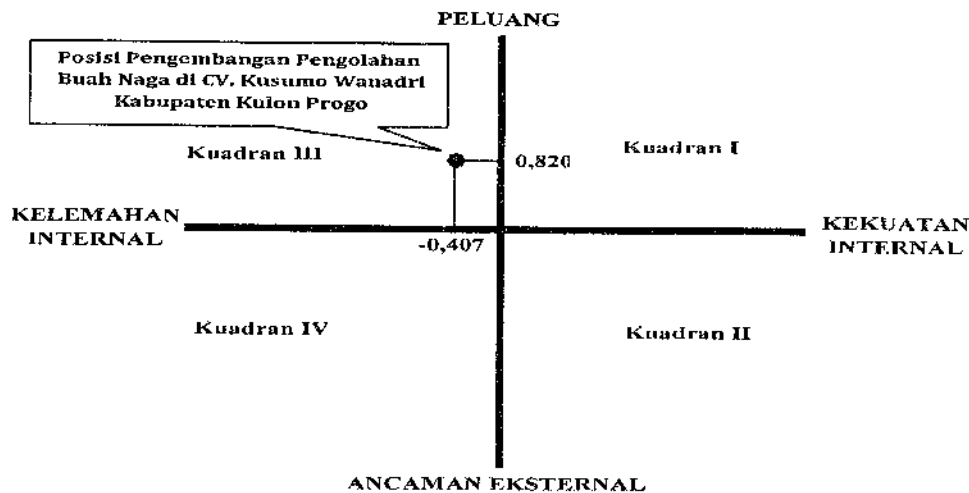 PELUANG
Posisi Pengembangan Pengolahan
Buah Naga di CV. Kusumo Wanadri
Kabupaten Kulon Progo
Kuadran III
Kuadran I
0,820
KELEMAHAN
INTERNAL
KEKUATAN
INTERNAL
-0,407
Kuadran IV
Kuadran II
ANCAMAN EKSTERNAL